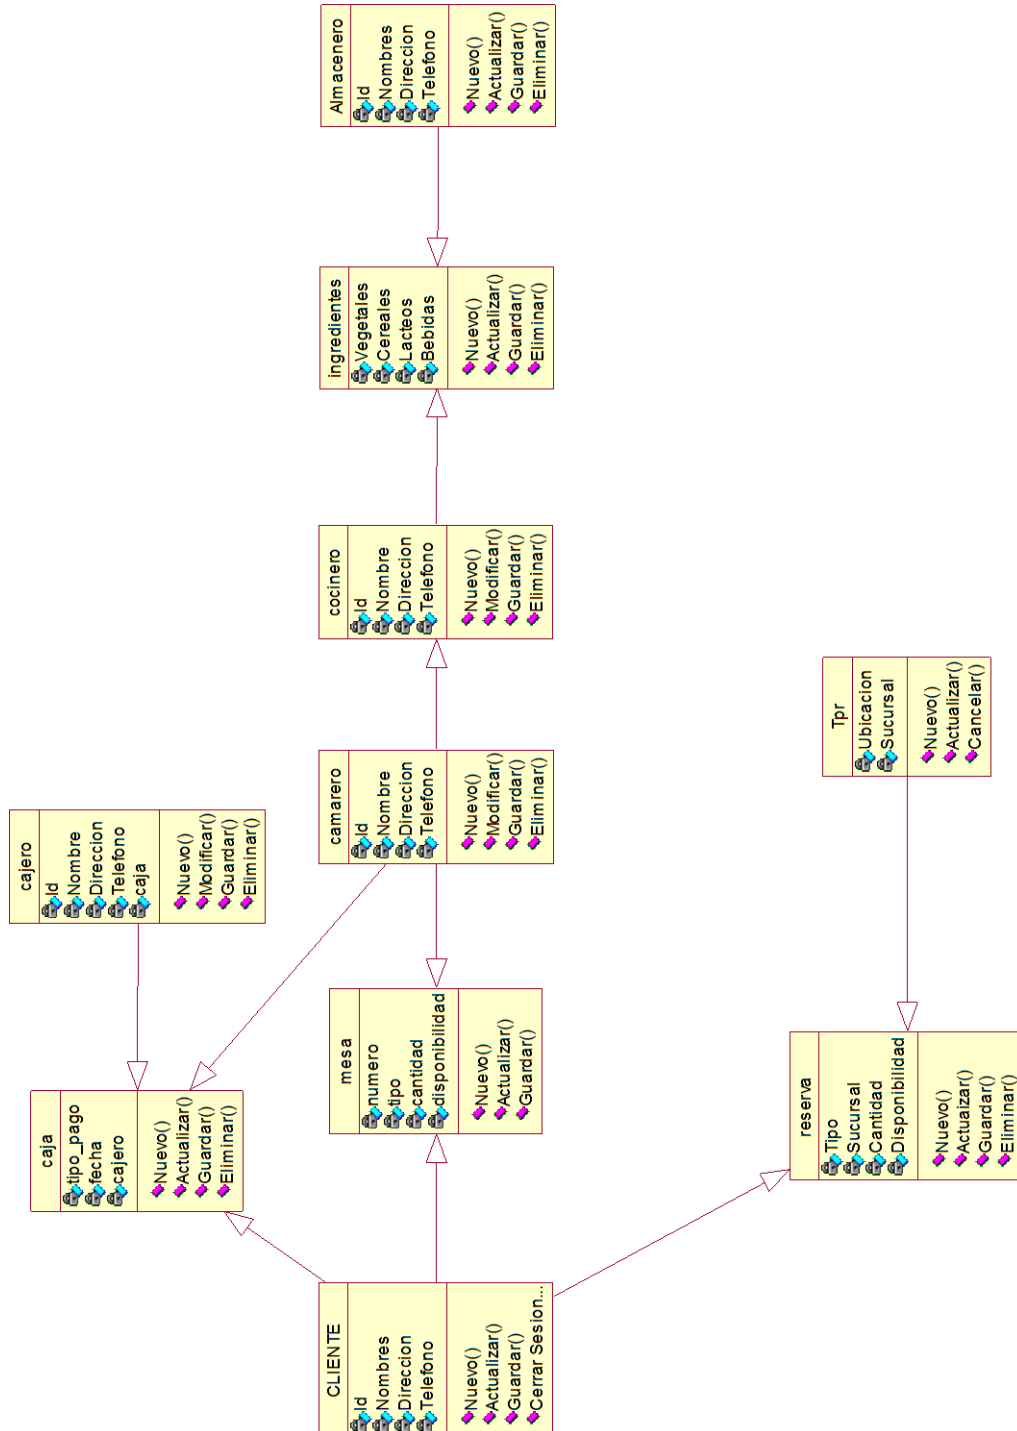 cajero
Id
Nombre
Direccion
Telefono
caja
Nuevo()
Modificar()
Guardar()
Eliminar()
caja
tipo_pago
fecha
cajero
Nuevo()
Actualizar()
Guardar()
Eliminar()
CLIENTE
Id
Nombres
Direccion
Telefono
Nuevo()
Actualizar()
Guardar()
Cerrar Sesion...
mesa
numero
tipo
cantidad
disponibilidad
Nuevo()
Actualizar()
Guardar()
camarero
Id
Nombre
Direccion
Telefono
Nuevo()
Modificar()
Guardar()
Eliminar()
cocinero
Id
Nombre
Direccion
Telefono
Nuevo()
Modificar()
Guardar()
Eliminar()
ingredientes
Vegetales
Cereales
Lacteos
Bebidas
Nuevo()
Actualizar()
Guardar()
Eliminar()
Almacenero
Id
Nombres
Direccion
Telefono
Nuevo()
Actualizar()
Guardar()
Eliminar()
reserva
Tipo
Sucursal
Cantidad
Disponibilidad
Nuevo()
Actuaizar()
Guardar()
Eliminar()
Tpr
Ubicacion
Sucursal
Nuevo()
Actualizar()
Cancelar()